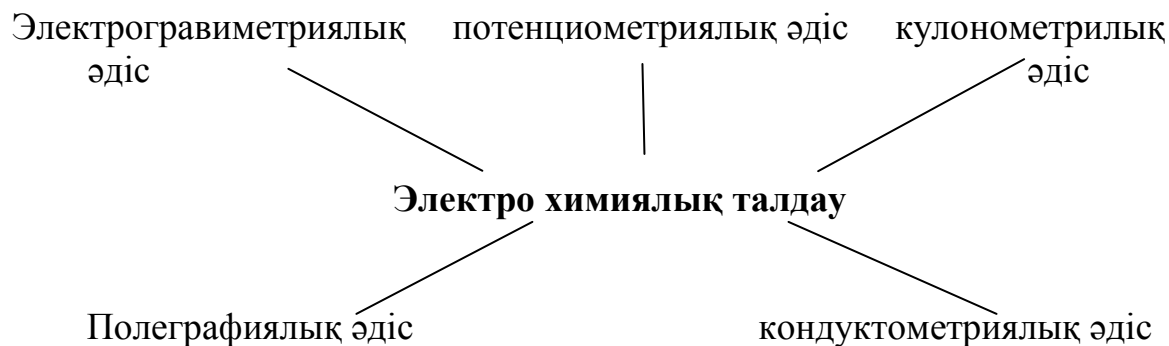 Электрогравиметриялық потенциометриялық әдіс кулонометрилық
әдіс әдіс
Электро химиялық талдау
Полеграфиялық әдіс кондуктометриялық әдіс